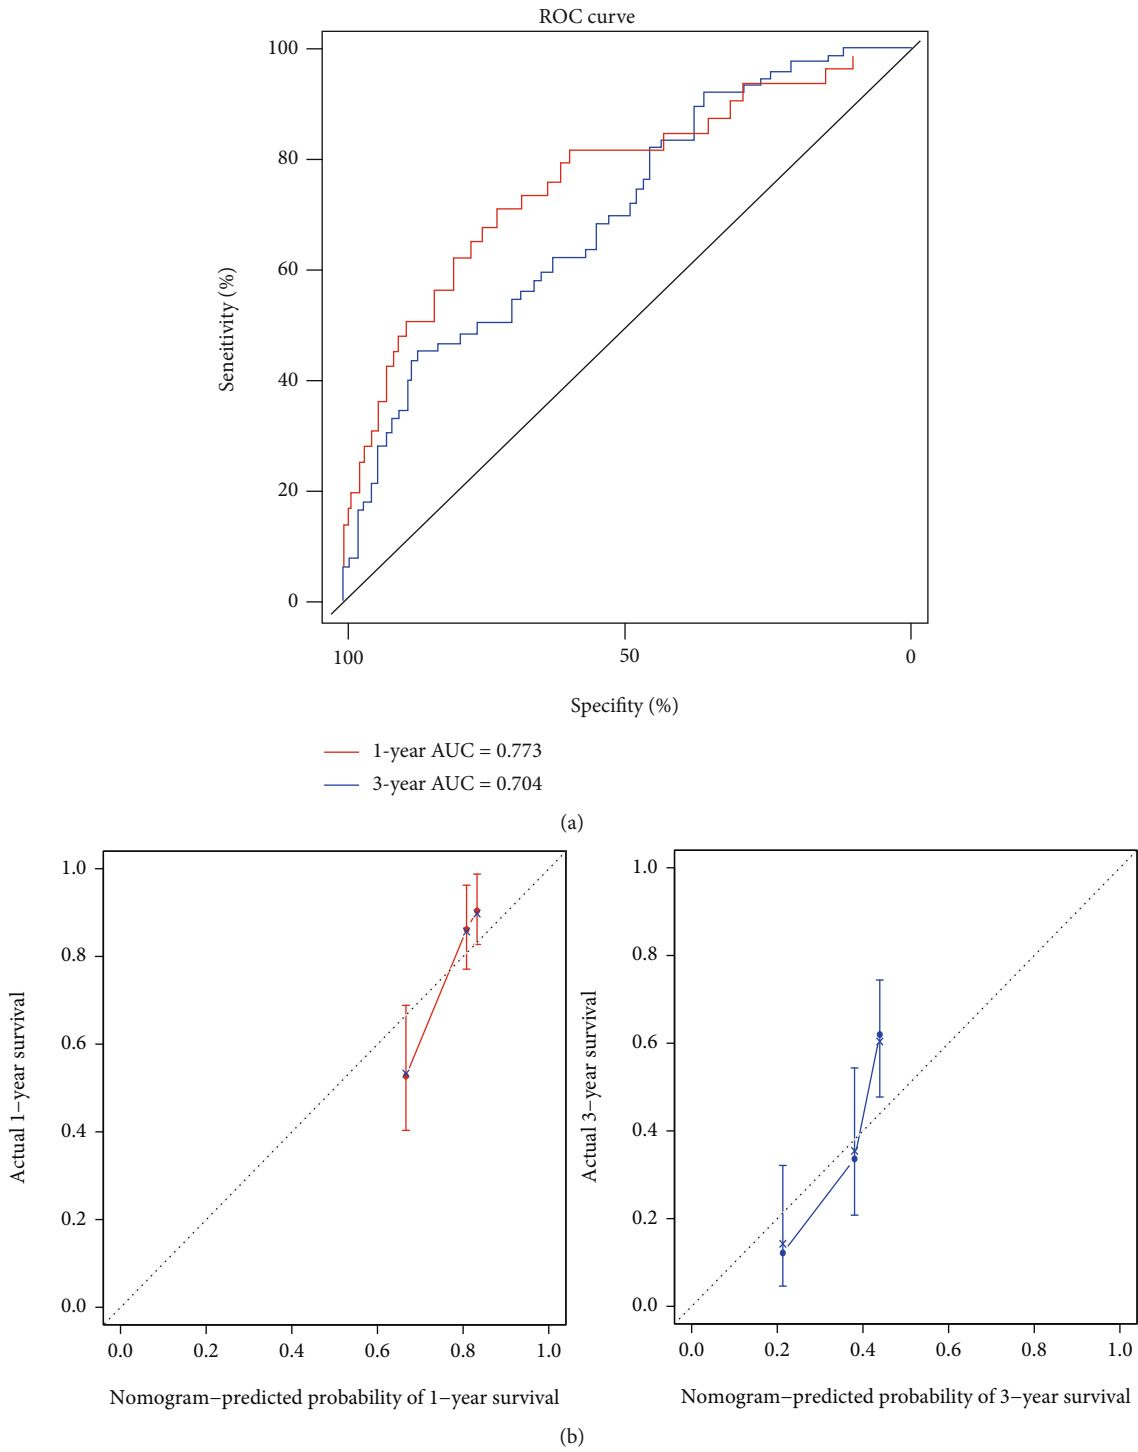 ROC curve
100
80
60
40
20
0
Seneitivity (%)
100 50 0
Specifity (%)
1-year AUC = 0.773
3-year AUC = 0.704
(a)
1.0
0.8
0.6
0.4
0.2
0.0
Actual 1−year survival
0.0 0.2 0.4 0.6 0.8 1.0
Nomogram−predicted probability of 1−year survival
1.0
0.8
0.6
0.4
0.2
0.0
Actual 3−year survival
0.0 0.2 0.4 0.6 0.8 1.0
Nomogram−predicted probability of 3−year survival
(b)